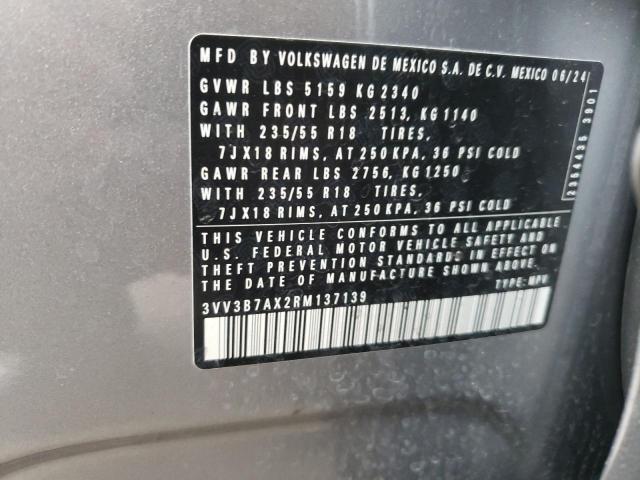 MFD BY VOLKSWAGEN DE MEXICO S.A. DE C.V. MEXICO 06/24
GVWR LBS 5159 KG 2340
GAWR FRONT LBS 2513, KG 1140
WITH 235/55 R18 TIRES,
7JX18 RIMS, AT 250 KPA, 36 PSI COLD
GAWR REAR LBS 2756, KG 1250
WITH 235/55 R18 TIRES,
7JX18 RIMS, AT 250 KPA, 36 PSI COLD
THIS VEHICLE CONFORMS TO ALL APPLICABLE
U.S. FEDERAL MOTOR VEHICLE SAFETY AND
THEFT PREVENTION STANDARDS IN EFFECT ON
THE DATE OF MANUFACTURE SHOWN ABOVE.
3VV3B7AX2RM137139 TYPE: MPV
2354435 3901